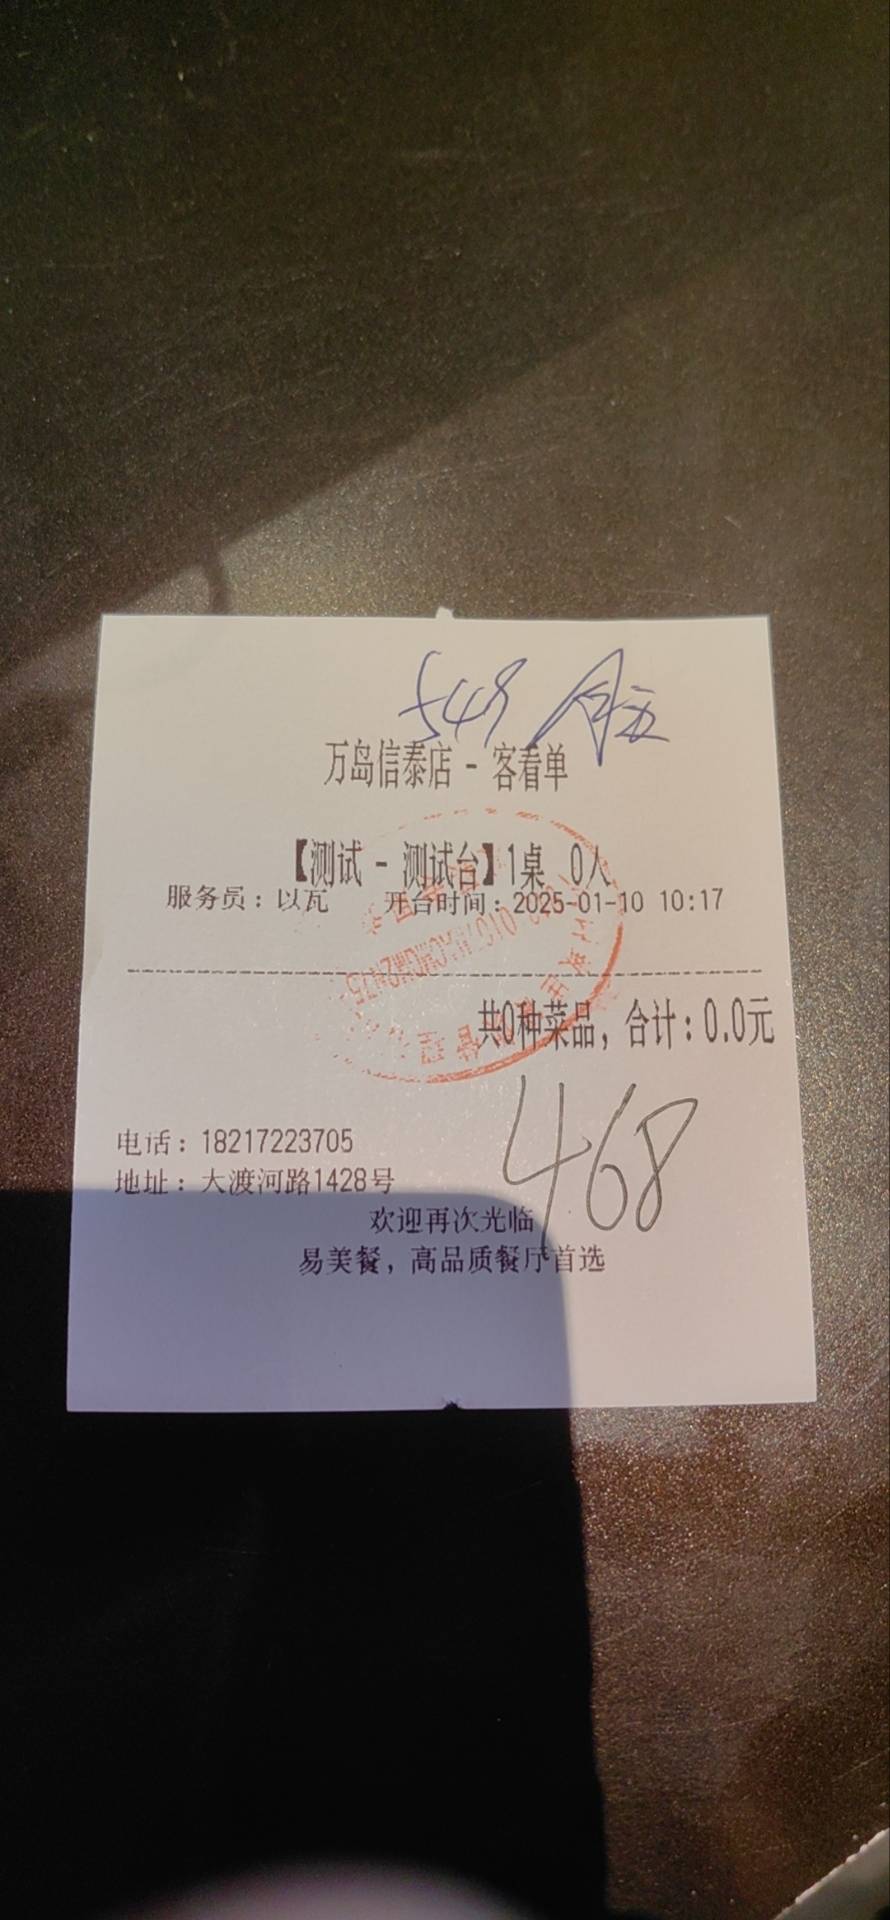 549
万岛信泰店 - 客看单
【测试 - 测试台】1桌 0人
服务员：以瓦 开台时间：2025-01-10 10:17
共0种菜品，合计：0.0元
468
电话：18217223705
地址：大渡河路1428号
欢迎再次光临
易美餐，高品质餐厅首选